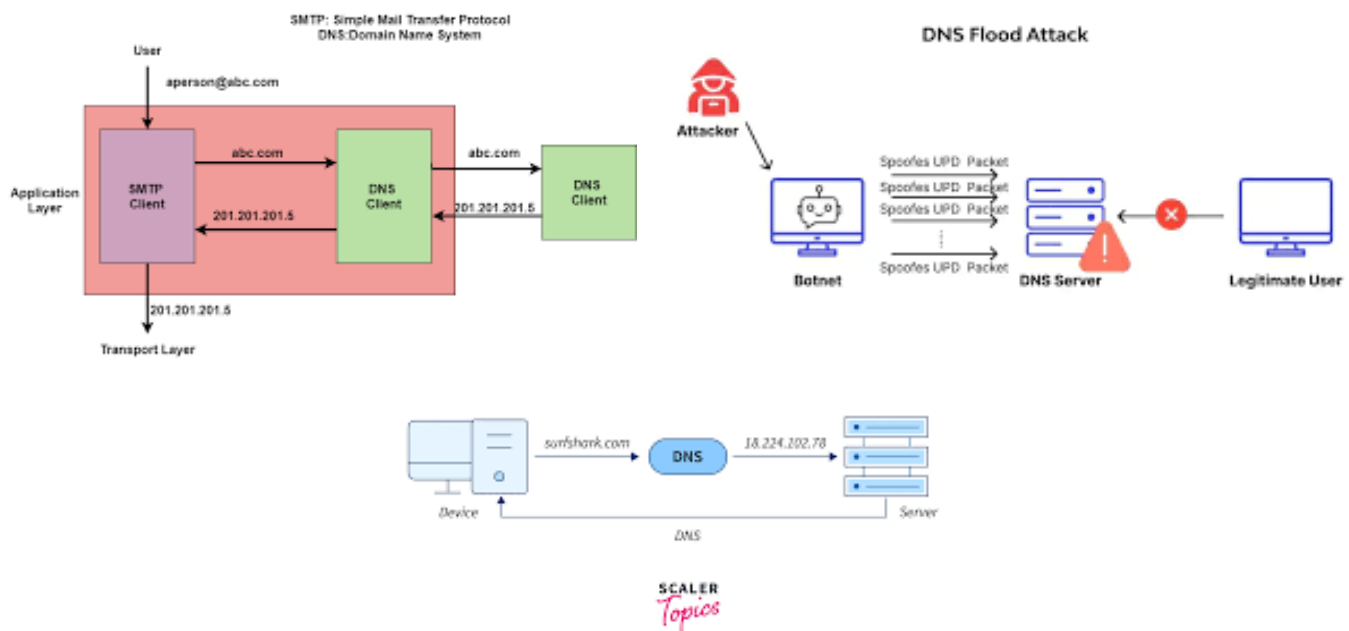 SMTP: Simple Mail Transfer Protocol
DNS:Domain Name System
User
aperson@abc.com
Application
Layer
SMTP
Client
abc.com
201.201.201.5
DNS
Client
abc.com
201.201.201.5
DNS
Client
201.201.201.5
Transport Layer
DNS Flood Attack
Attacker
Botnet
Spoofes UPD Packet
Spoofes UPD Packet
Spoofes UPD Packet
Spoofes UPD Packet
DNS Server
Legitimate User
surfshark.com
DNS
18.224.102.78
Device
Server
DNS
SCALER
Topics